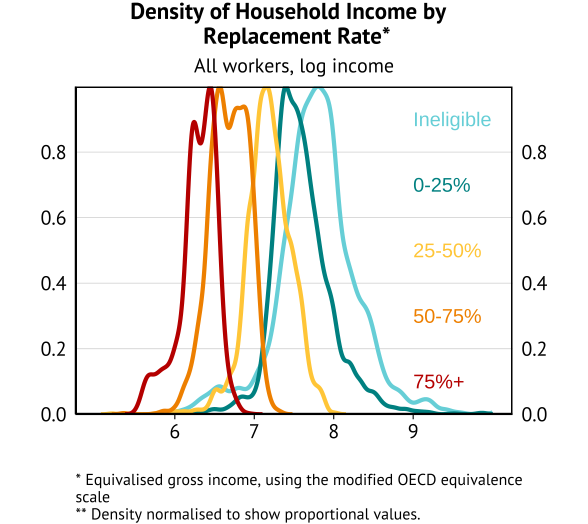 Density of Household Income by
Replacement Rate*
All workers, log income
Ineligible
0.8
0.8
0-25%
0.6
0.6
25-50%
0.4
0.4
50-75%
0.2
0.2
75%+
0.0
0.0
6
7
8
9
* Equivalised gross income, using the modified OECD equivalence
scale
** Density normalised to show proportional values.